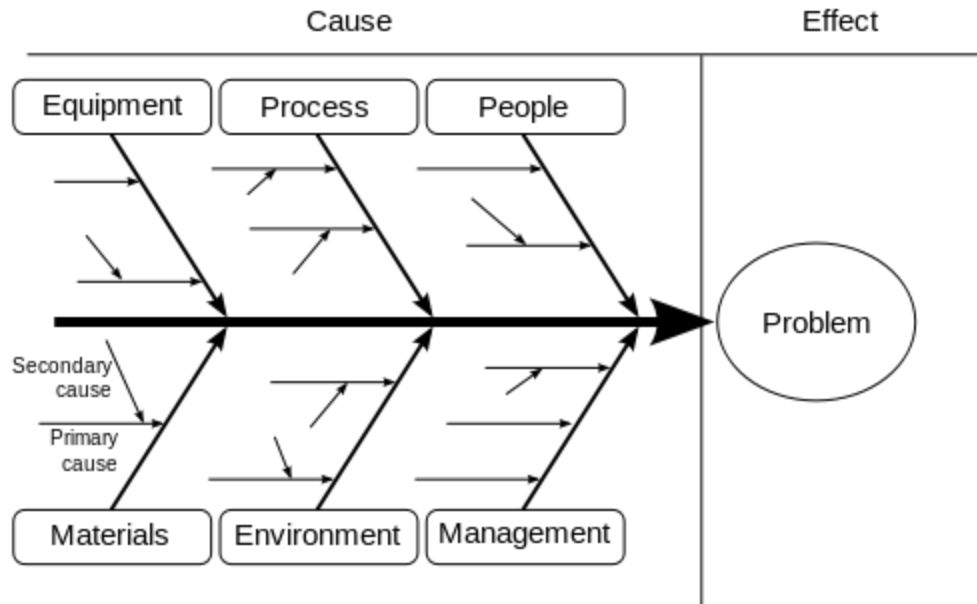 Cause
Effect
Equipment
Process
People
Problem
Secondary
cause
Primary
cause
Materials
Environment
Management